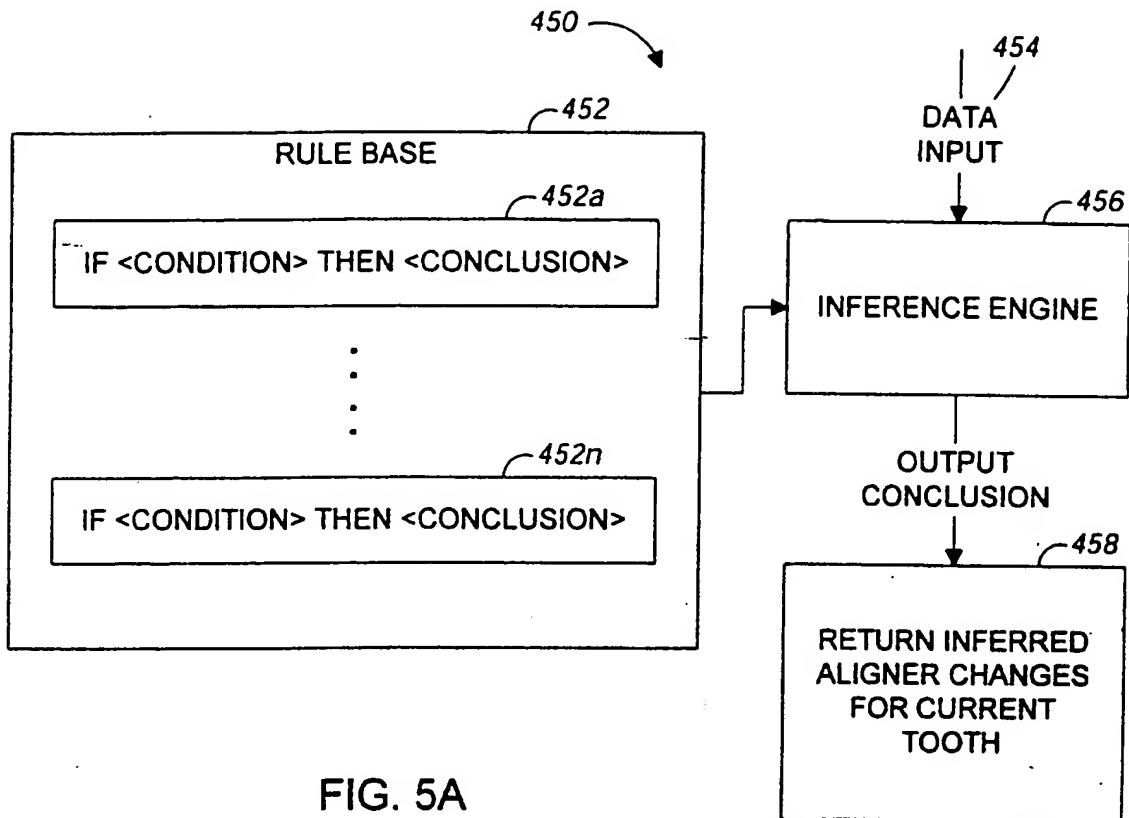 450
454
DATA
INPUT
452
RULE BASE
452a
IF <CONDITION> THEN <CONCLUSION>
452n
IF <CONDITION> THEN <CONCLUSION>
456
INFERENCE ENGINE
OUTPUT
CONCLUSION
458
RETURN INFERRED
ALIGNER CHANGES
FOR CURRENT
TOOTH
FIG. 5A